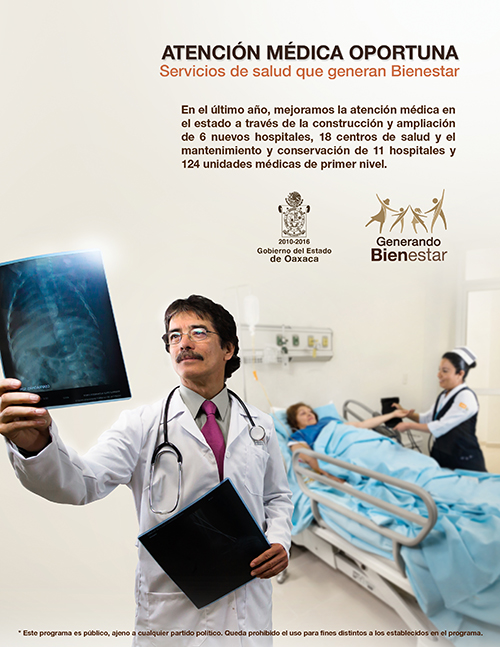 ATENCIÓN MÉDICA OPORTUNA
Servicios de salud que generan Bienestar
En el último año, mejoramos la atención médica en
el estado a través de la construcción y ampliación
de 6 nuevos hospitales, 18 centros de salud y el
mantenimiento y conservación de 11 hospitales y
124 unidades médicas de primer nivel.
2010-2016
Gobierno del Estado
de Oaxaca
Generando
Bienestar
* Este programa es público, ajeno a cualquier partido político. Queda prohibido el uso para fines distintos a los establecidos en el programa.